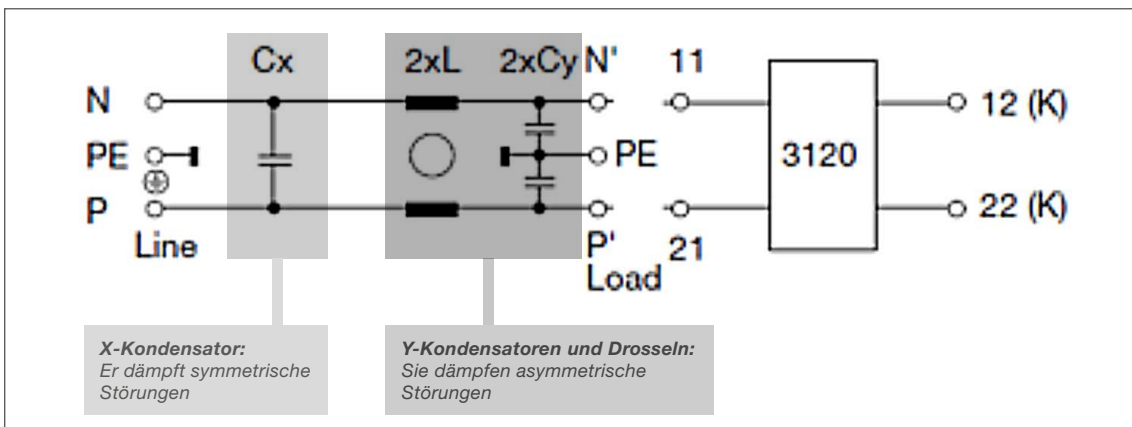 Cx 2xL 2xCy N' 11
N 12 (K)
PE PE 3120
P 22 (K)
Line P' 21
Load
X-Kondensator:
Er dämpft symmetrische
Störungen
Y-Kondensatoren und Drosseln:
Sie dämpfen asymmetrische
Störungen